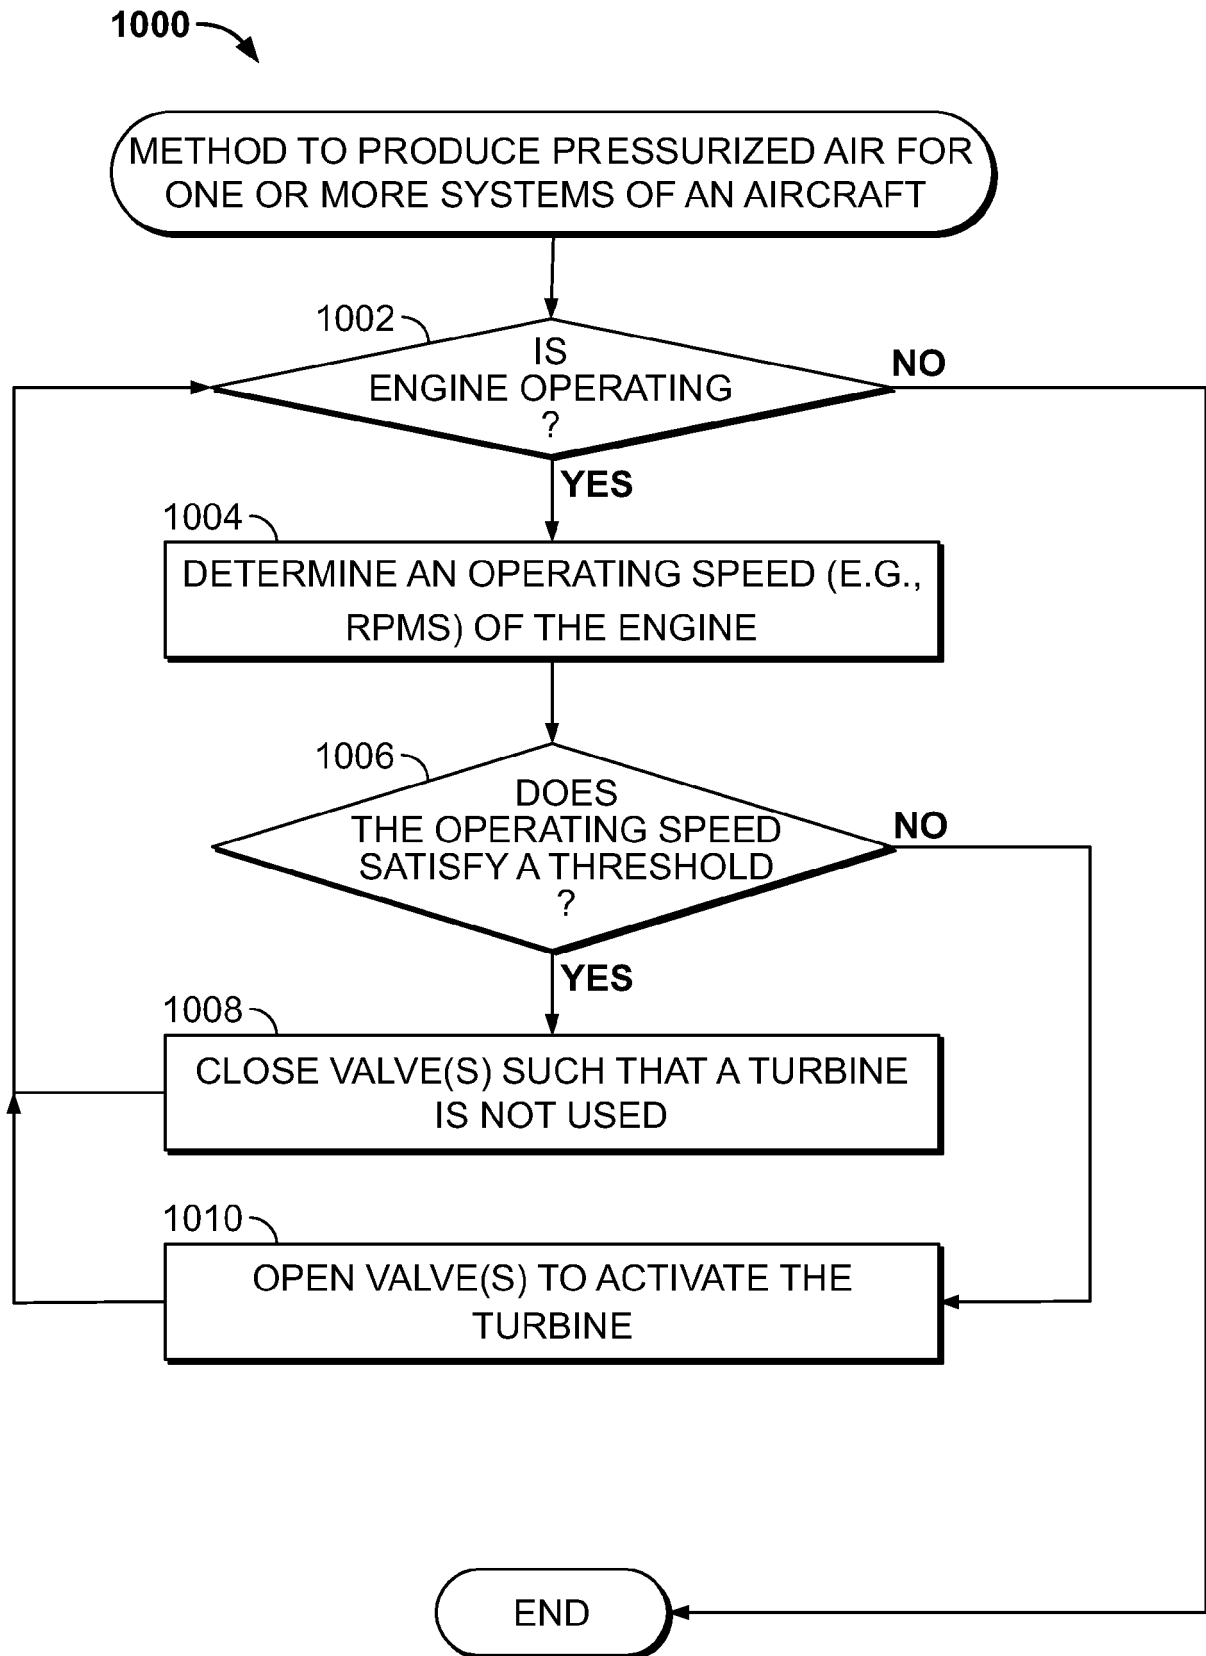 1000
METHOD TO PRODUCE PRESSURIZED AIR FOR
ONE OR MORE SYSTEMS OF AN AIRCRAFT
1002
IS
ENGINE OPERATING
?
NO
YES
1004
DETERMINE AN OPERATING SPEED (E.G.,
RPMS) OF THE ENGINE
1006
DOES
THE OPERATING SPEED
SATISFY A THRESHOLD
?
NO
YES
1008
CLOSE VALVE(S) SUCH THAT A TURBINE
IS NOT USED
1010
OPEN VALVE(S) TO ACTIVATE THE
TURBINE
END